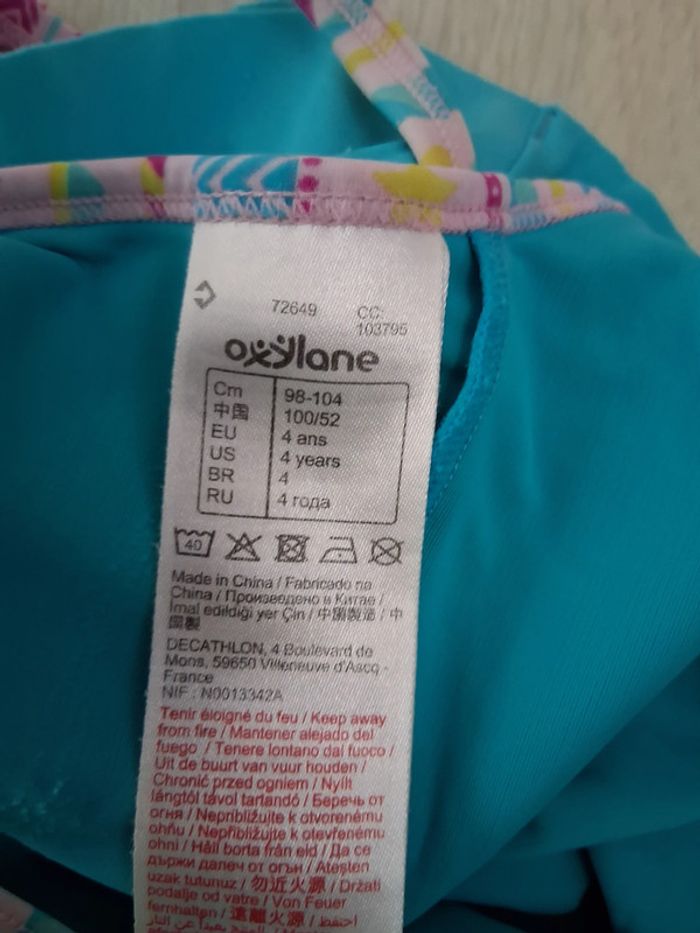 72649
CC:
103795
oxylane
Cm 98-104
中国 100/52
EU 4 ans
US 4 years
BR 4
RU 4 года
40
Made in China / Fabricado na
China / Произведено в Китае /
İmal edildiği yer Çin / 中國製造 / 中
国製
DECATHLON, 4 Boulevard de
Mons, 59650 Villeneuve d'Ascq -
France
NIF : N0013342A
Tenir éloigné du feu / Keep away
from fire / Mantener alejado del
fuego / Tenere lontano dal fuoco /
Uit de buurt van vuur houden /
Chronić przed ogniem / Nyílt
lángtól távol tartandó / Беречь от
огня / Nepribližujte k otvorenému
ohňu / Nepřibližujte k otevřenému
ohni / Håll borta från eld / Да се
държи далеч от огън / Ateşten
uzak tutunuz / 勿近火源 / Držati
podalje od vatre / Von Feuer
fernhalten / 遠離火源 /